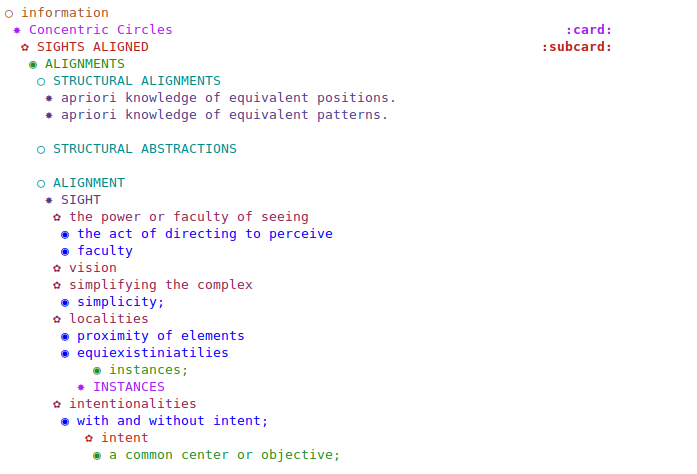 information
Concentric Circles :card:
SIGHTS ALIGNED :subcard:
ALIGNMENTS
STRUCTURAL ALIGNMENTS
apriori knowledge of equivalent positions.
apriori knowledge of equivalent patterns.
STRUCTURAL ABSTRACTIONS
ALIGNMENT
SIGHT
the power or faculty of seeing
the act of directing to perceive
faculty
vision
simplifying the complex
simplicity;
localities
proximity of elements
equiexistiniatilies
instances;
INSTANCES
intentionalities
with and without intent;
intent
a common center or objective;